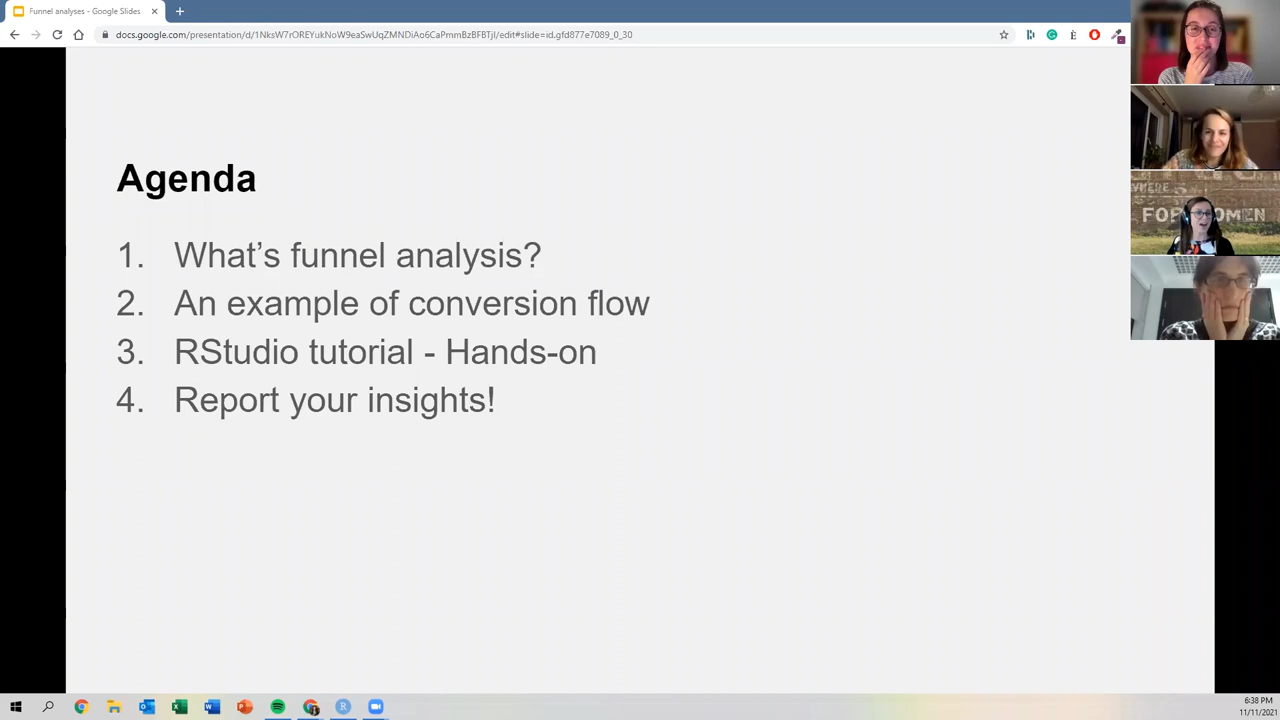 Funnel analyses - Google Slides
docs.google.com/presentation/d/1NksW7rOREYukNoW9eaSwUqZMNDiAo6CaPmmBzBFBTjI/edit#slide=id.gfd877e7089_0_30
Agenda
1. What’s funnel analysis?
2. An example of conversion flow
3. RStudio tutorial - Hands-on
4. Report your insights!
FOR WOMEN
6:38 PM
11/11/2021